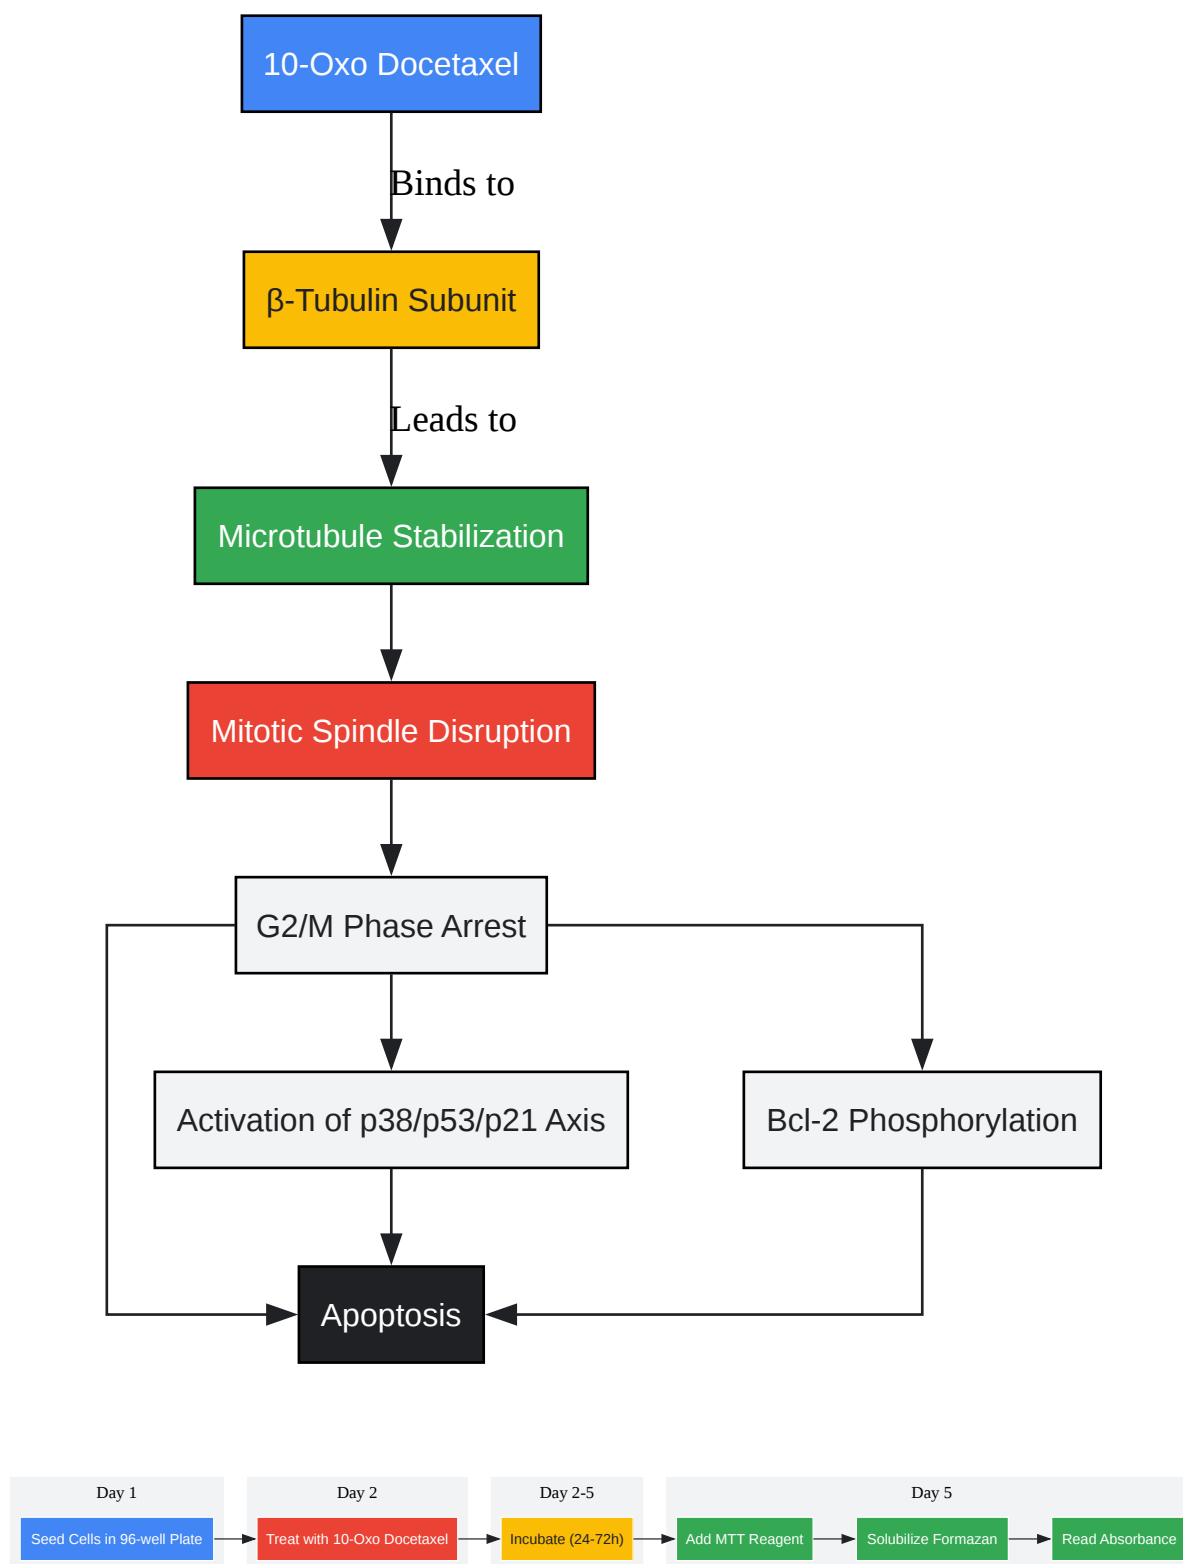 10-Oxo Docetaxel
Binds to
β-Tubulin Subunit
Leads to
Microtubule Stabilization
Mitotic Spindle Disruption
G2/M Phase Arrest
Activation of p38/p53/p21 Axis
Bcl-2 Phosphorylation
Apoptosis
Day 1
Seed Cells in 96-well Plate
Day 2
Treat with 10-Oxo Docetaxel
Day 2-5
Incubate (24-72h)
Day 5
Add MTT Reagent
Solubilize Formazan
Read Absorbance